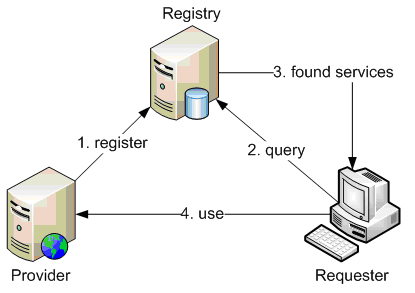 Registry
3. found services
1. register
2. query
4. use
Provider
Requester